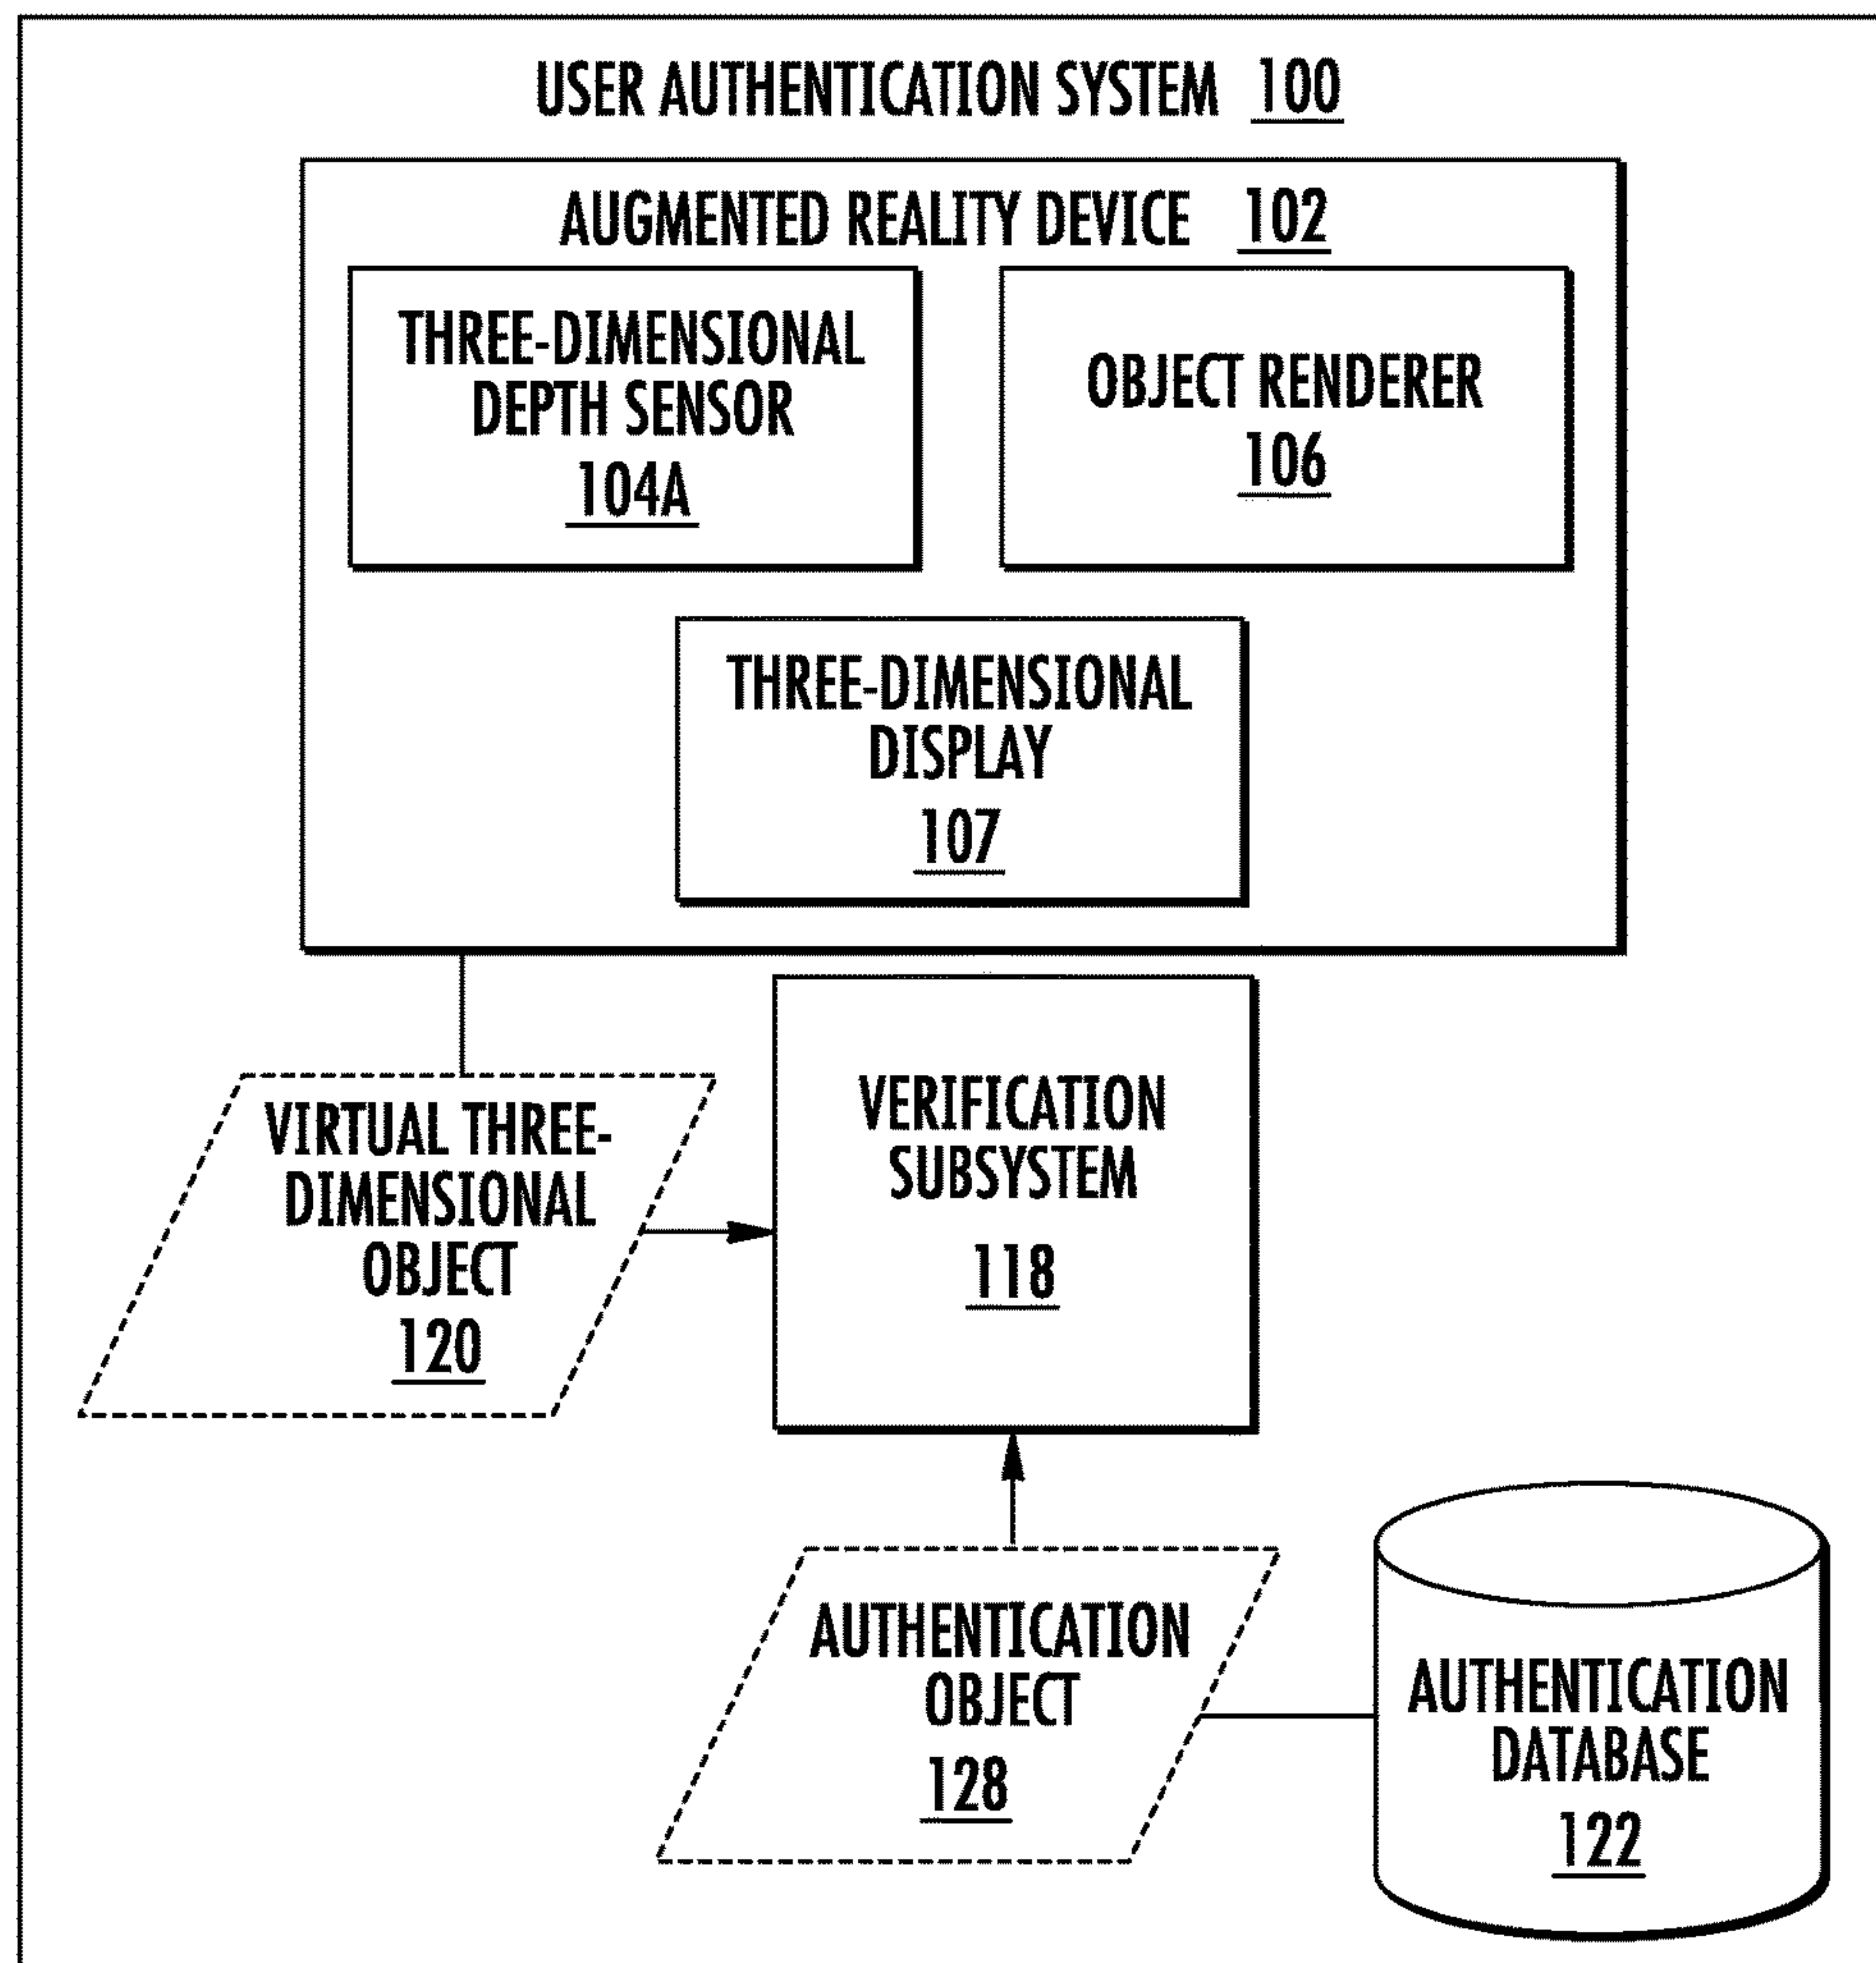 USER AUTHENTICATION SYSTEM 100
AUGMENTED REALITY DEVICE 102
THREE-DIMENSIONAL
DEPTH SENSOR
104A
OBJECT RENDERER
106
THREE-DIMENSIONAL
DISPLAY
107
VIRTUAL THREE-
DIMENSIONAL
OBJECT
120
VERIFICATION
SUBSYSTEM
118
AUTHENTICATION
OBJECT
128
AUTHENTICATION
DATABASE
122